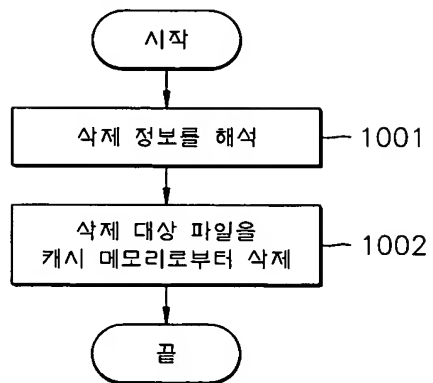 시작
삭제 정보를 해석
1001
삭제 대상 파일을
캐시 메모리로부터 삭제
1002
끝